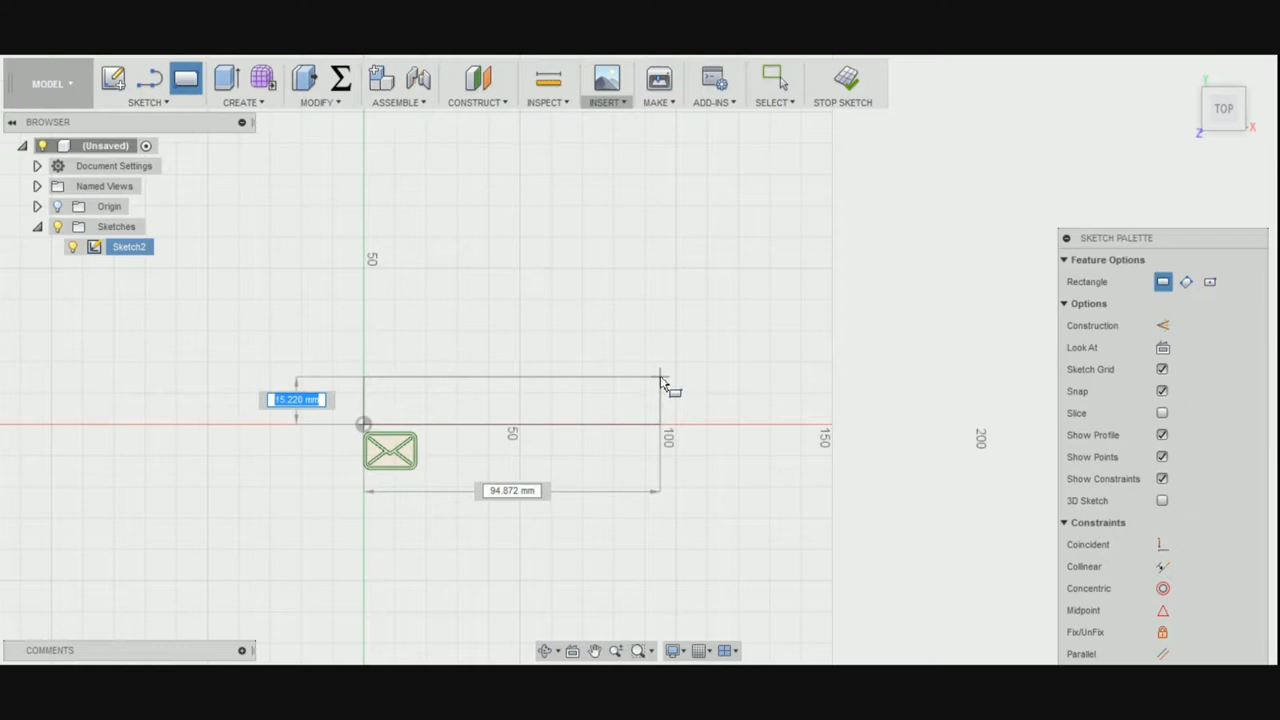 MODEL
SKETCH
CREATE
MODIFY
ASSEMBLE
CONSTRUCT
INSPECT
INSERT
MAKE
ADD-INS
SELECT
STOP SKETCH
BROWSER
(Unsaved)
Document Settings
Named Views
Origin
Sketches
Sketch2
Y
TOP
X
Z
50
15.220 mm
50
100
150
200
94.872 mm
SKETCH PALETTE
Feature Options
Rectangle
Options
Construction
Look At
Sketch Grid
Snap
Slice
Show Profile
Show Points
Show Constraints
3D Sketch
Constraints
Coincident
Collinear
Concentric
Midpoint
Fix/UnFix
Parallel
COMMENTS